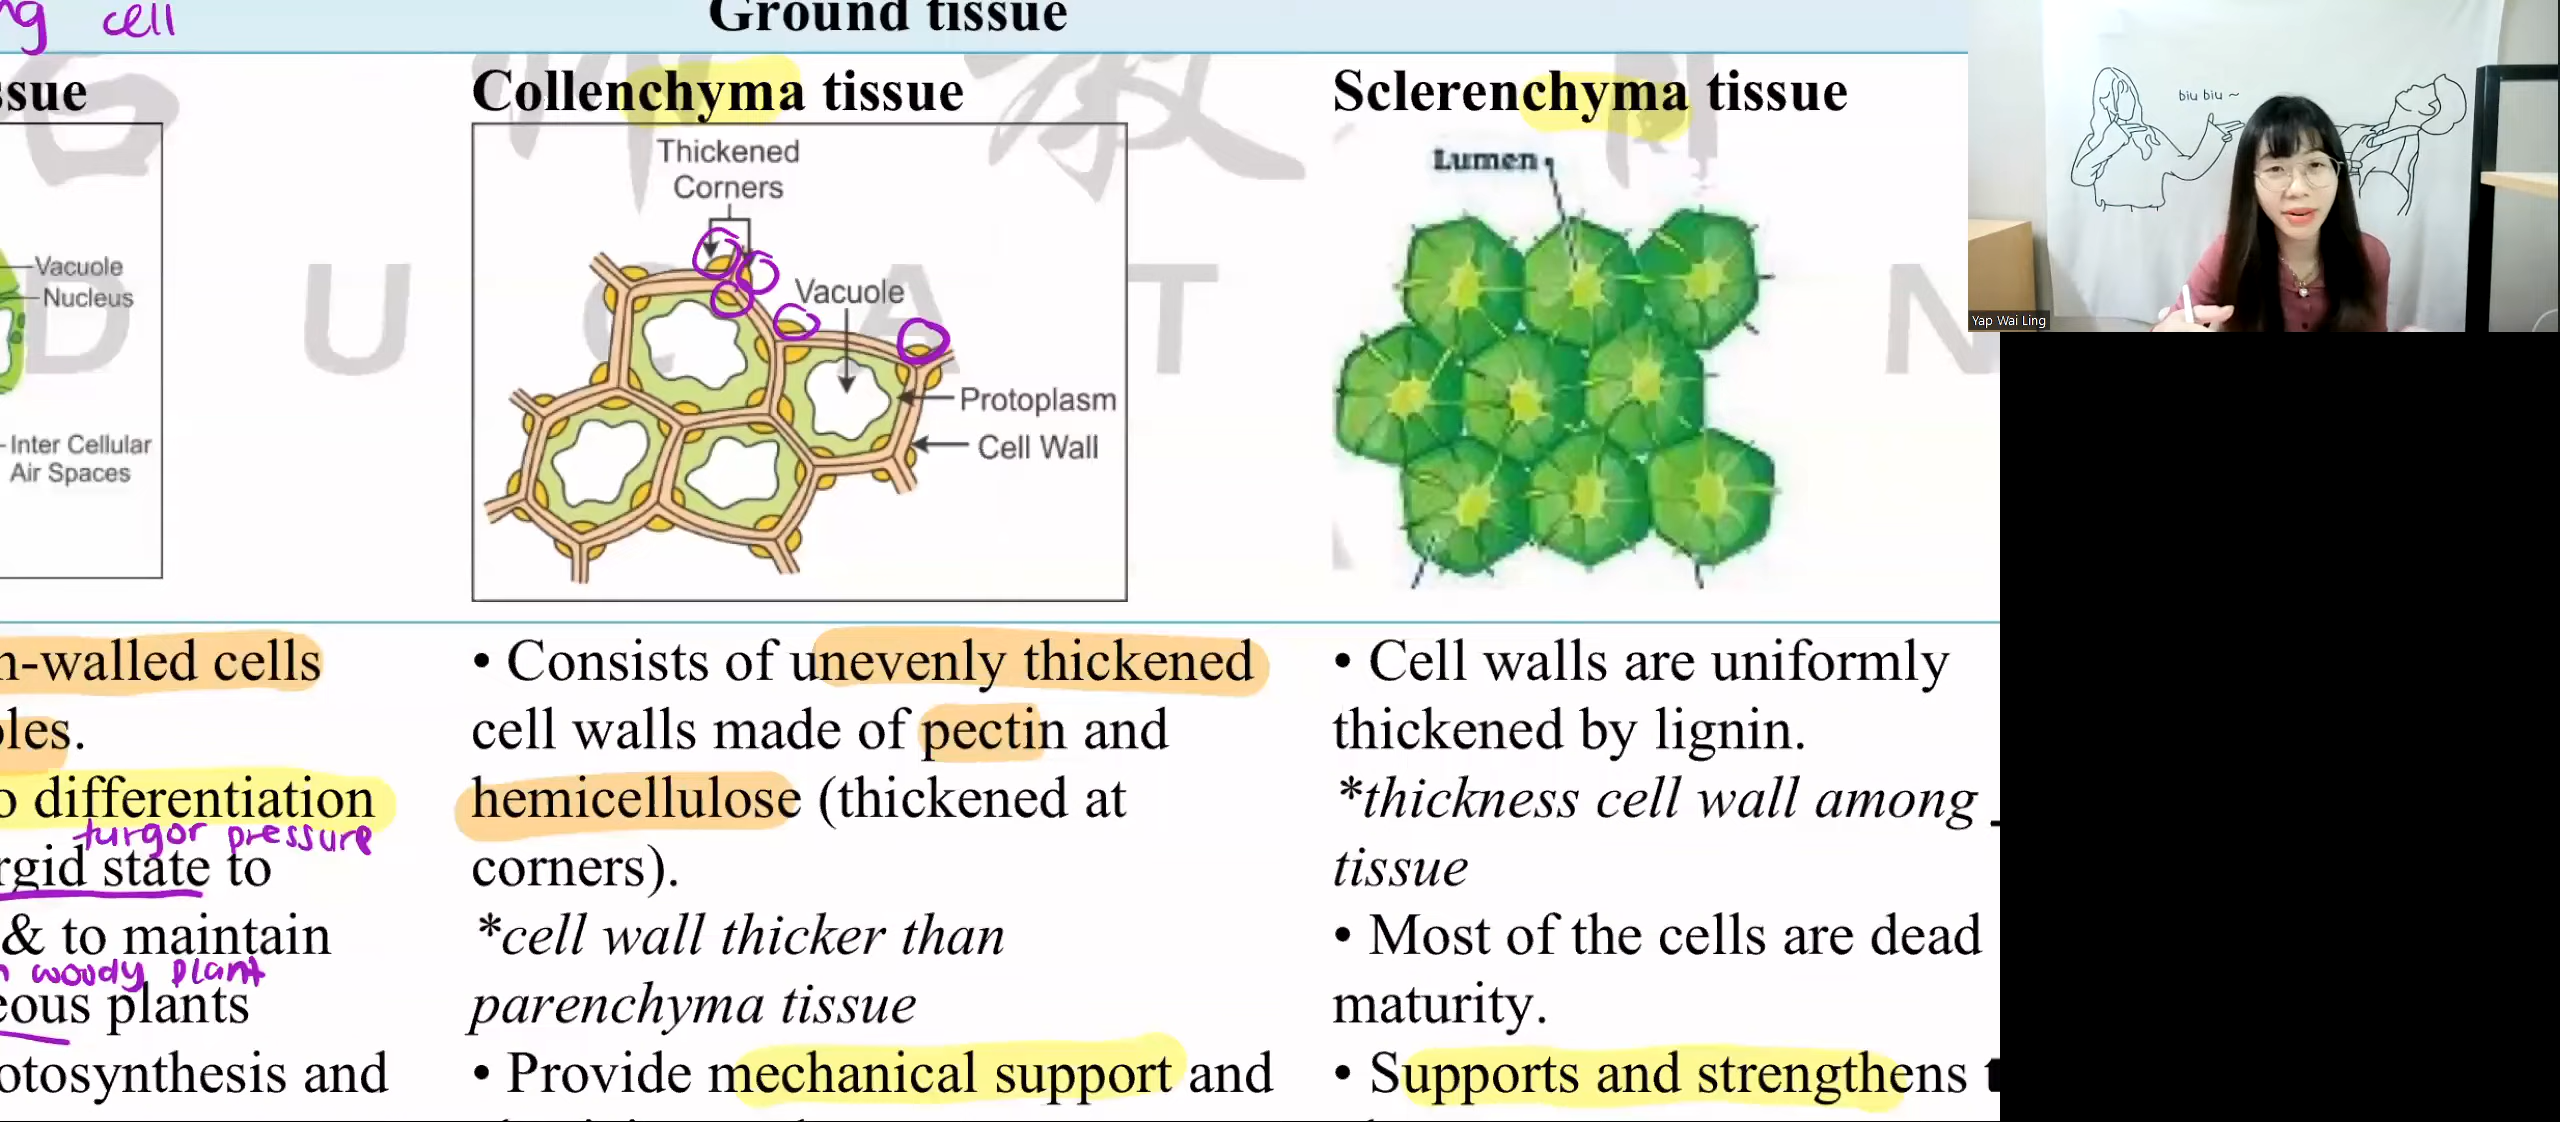 ng cell
Ground tissue
ssue
Collenchyma tissue
Sclerenchyma tissue
Thickened
Corners
Vacuole
Protoplasm
Cell Wall
Vacuole
Nucleus
Inter Cellular
Air Spaces
Lumen
biu biu ~
Yap Wai Ling
D U C A T N
n-walled cells
oles.
o differentiation
turgor pressure
rgid state to
& to maintain
n woody plant
eous plants
otosynthesis and
• Consists of unevenly thickened
cell walls made of pectin and
hemicellulose (thickened at
corners).
*cell wall thicker than
parenchyma tissue
• Provide mechanical support and
• Cell walls are uniformly
thickened by lignin.
*thickness cell wall among
tissue
• Most of the cells are dead
maturity.
• Supports and strengthens t